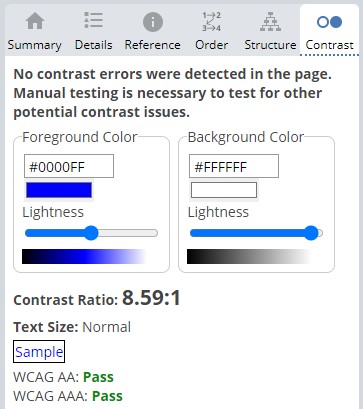 Summary Details Reference Order Structure Contrast
No contrast errors were detected in the page.
Manual testing is necessary to test for other
potential contrast issues.
Foreground Color
#0000FF
Lightness
Background Color
#FFFFFF
Lightness
Contrast Ratio: 8.59:1
Text Size: Normal
Sample
WCAG AA: Pass
WCAG AAA: Pass